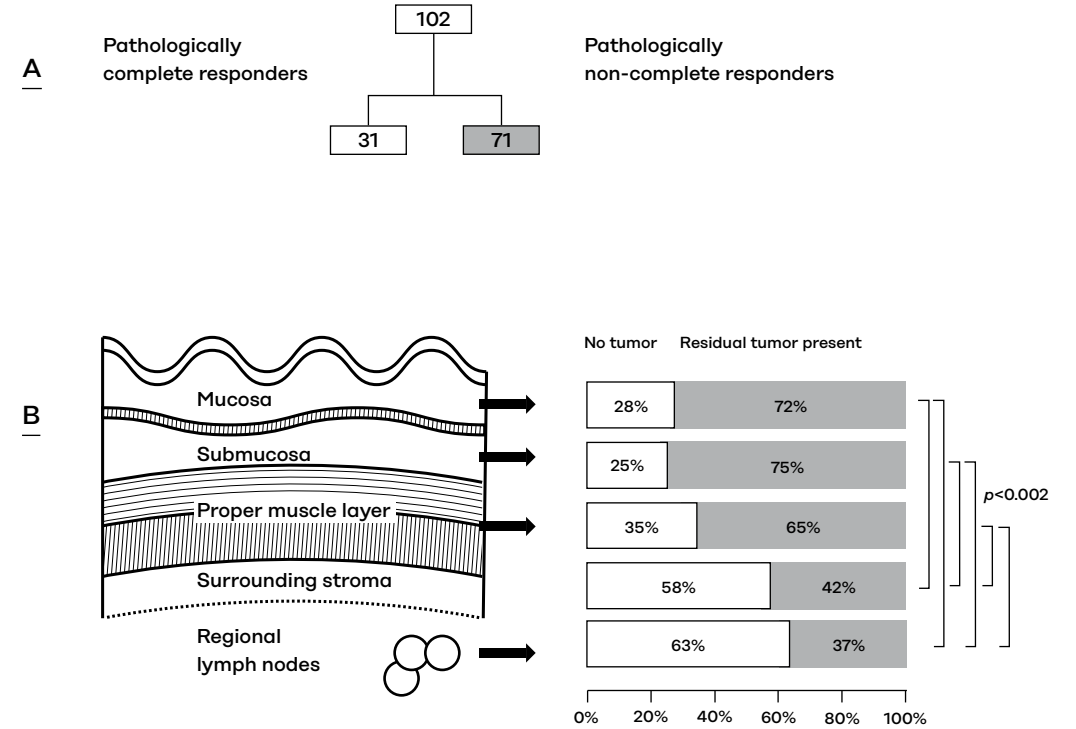 102
Pathologically
complete responders
Pathologically
non-complete responders
A
31
71
No tumor
Residual tumor present
B
Mucosa
28%
72%
Submucosa
25%
75%
p<0.002
Proper muscle layer
35%
65%
Surrounding stroma
58%
42%
Regional
lymph nodes
63%
37%
0%
20%
40%
60%
80%
100%